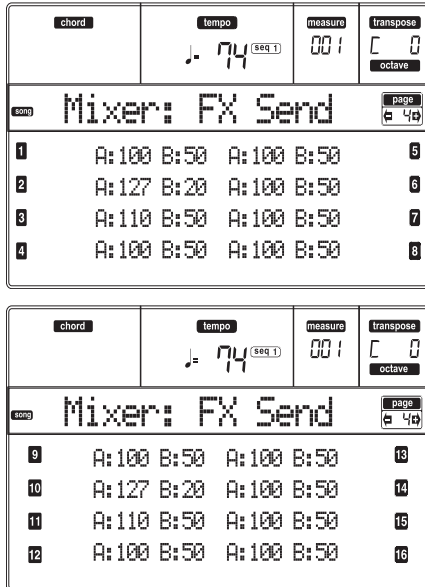 chord tempo measure transpose
♩. 74 seq 1 001 C 0
octave
song Mixer: FX Send page 4
1 A:100 B:50 A:100 B:50 5
2 A:127 B:20 A:100 B:50 6
3 A:110 B:50 A:100 B:50 7
4 A:100 B:50 A:100 B:50 8
chord tempo measure transpose
♩= 74 seq 1 001 C 0
octave
song Mixer: FX Send page 4
9 A:100 B:50 A:100 B:50 13
10 A:127 B:20 A:100 B:50 14
11 A:110 B:50 A:100 B:50 15
12 A:100 B:50 A:100 B:50 16